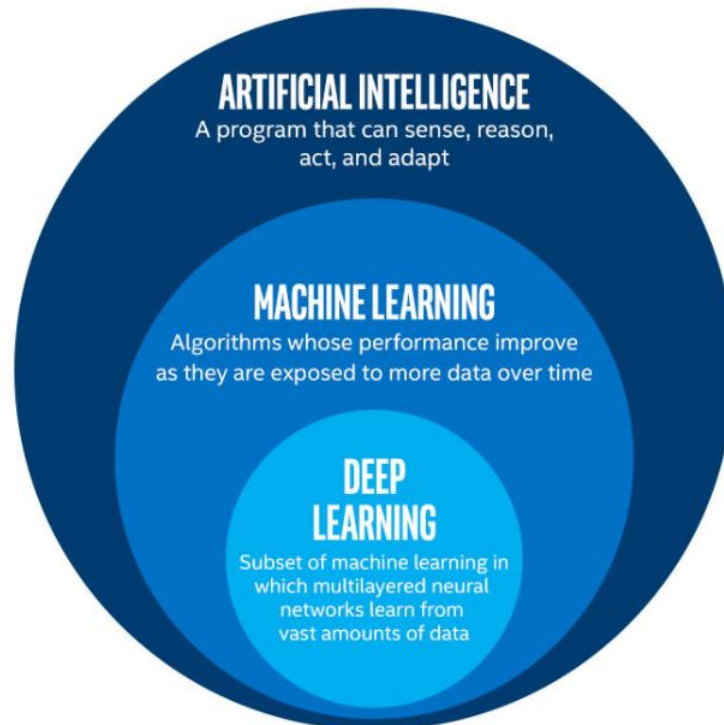 ARTIFICIAL INTELLIGENCE
A program that can sense, reason,
act, and adapt
MACHINE LEARNING
Algorithms whose performance improve
as they are exposed to more data over time
DEEP
LEARNING
Subset of machine learning in
which multilayered neural
networks learn from
vast amounts of data